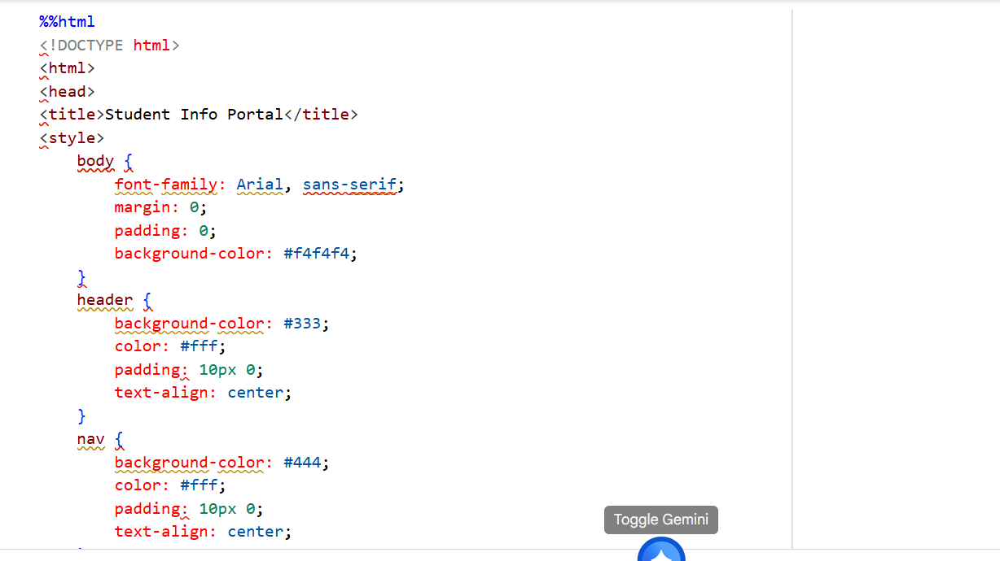 %%html
<!DOCTYPE html>
<html>
<head>
<title>Student Info Portal</title>
<style>
    body {
        font-family: Arial, sans-serif;
        margin: 0;
        padding: 0;
        background-color: #f4f4f4;
    }
    header {
        background-color: #333;
        color: #fff;
        padding: 10px 0;
        text-align: center;
    }
    nav {
        background-color: #444;
        color: #fff;
        padding: 10px 0;
        text-align: center;
Toggle Gemini